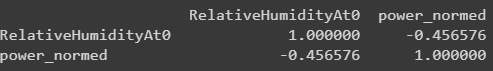 RelativeHumidityAt0 power_normed
RelativeHumidityAt0 1.000000 -0.456576
power_normed -0.456576 1.000000